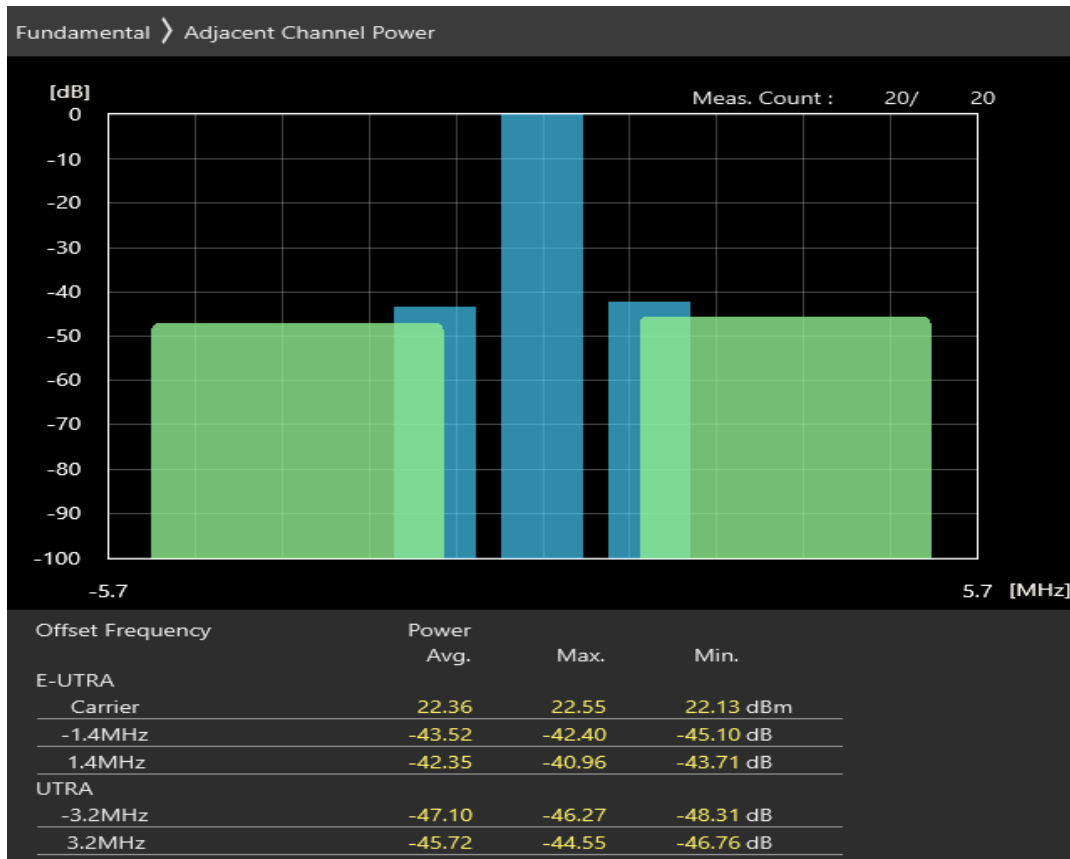 Fundamental 〉 Adjacent Channel Power
[dB]
Meas. Count : 20/ 20
0
-10
-20
-30
-40
-50
-60
-70
-80
-90
-100
-5.7 5.7 [MHz]
Offset Frequency Power
Avg. Max. Min.
E-UTRA
Carrier 22.36 22.55 22.13 dBm
-1.4MHz -43.52 -42.40 -45.10 dB
1.4MHz -42.35 -40.96 -43.71 dB
UTRA
-3.2MHz -47.10 -46.27 -48.31 dB
3.2MHz -45.72 -44.55 -46.76 dB